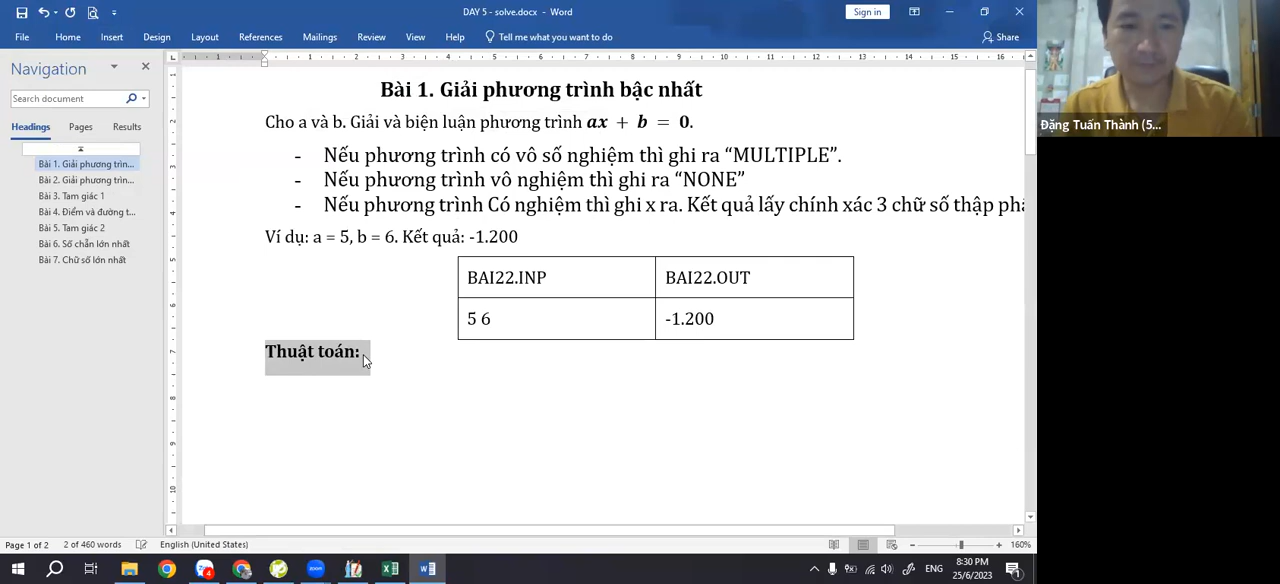 DAY 5 - solve.docx - Word
Sign in
File Home Insert Design Layout References Mailings Review View Help Tell me what you want to do Share
Navigation
Search document
Headings Pages Results
Bài 1. Giải phương trìn...
Bài 2. Giải phương trìn...
Bài 3. Tam giác 1
Bài 4. Điểm và đường t...
Bài 5. Tam giác 2
Bài 6. Số chẵn lớn nhất
Bài 7. Chữ số lớn nhất
Bài 1. Giải phương trình bậc nhất
Cho a và b. Giải và biện luận phương trình ax + b = 0.
- Nếu phương trình có vô số nghiệm thì ghi ra “MULTIPLE”.
- Nếu phương trình vô nghiệm thì ghi ra “NONE”
- Nếu phương trình Có nghiệm thì ghi x ra. Kết quả lấy chính xác 3 chữ số thập
Ví dụ: a = 5, b = 6. Kết quả: -1.200
BAI22.INP BAI22.OUT
5 6 -1.200
Thuật toán:
Đặng Tuấn Thành (5...
Page 1 of 2 2 of 460 words English (United States) 160%
ENG
8:30 PM
25/6/2023